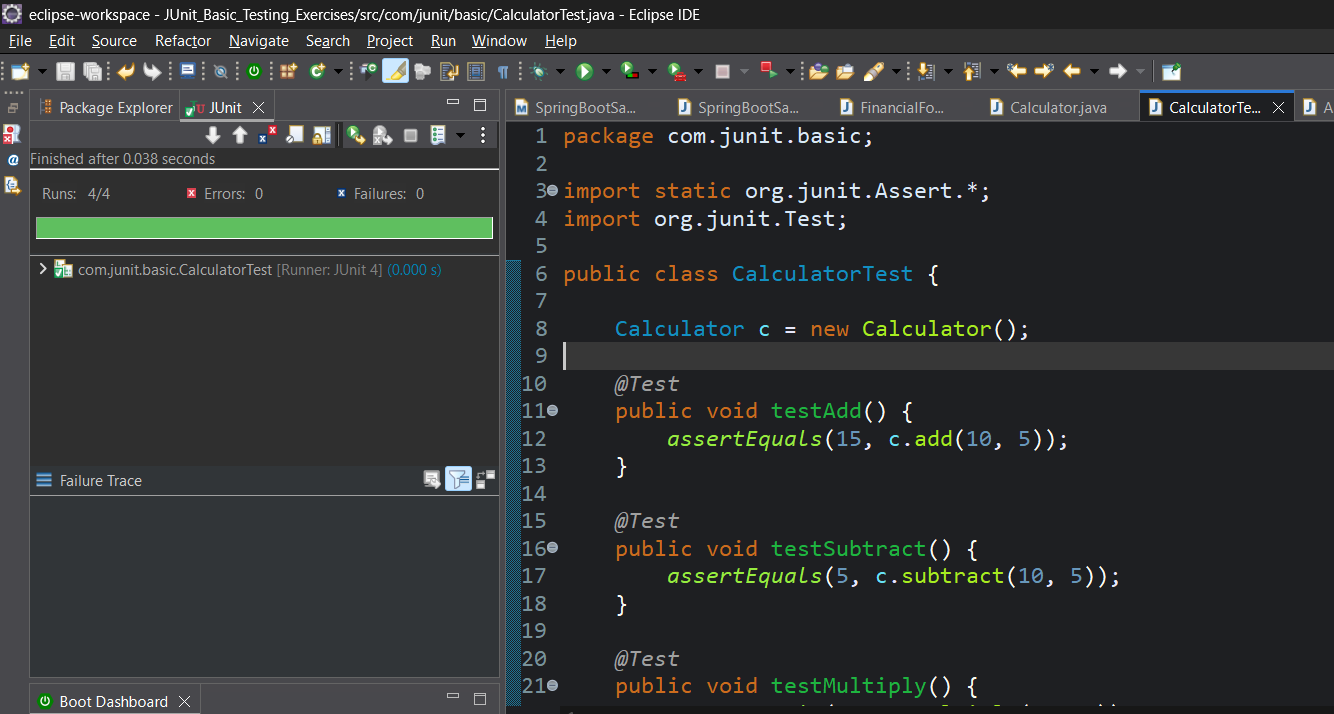 eclipse-workspace - JUnit_Basic_Testing_Exercises/src/com/junit/basic/CalculatorTest.java - Eclipse IDE
File Edit Source Refactor Navigate Search Project Run Window Help
Package Explorer JUnit
Finished after 0.038 seconds
Runs: 4/4 Errors: 0 Failures: 0
com.junit.basic.CalculatorTest [Runner: JUnit 4] (0.000 s)
Failure Trace
Boot Dashboard
SpringBootSa... SpringBootSa... FinancialFo... Calculator.java CalculatorTe... A
1 package com.junit.basic;
2
3 import static org.junit.Assert.*;
4 import org.junit.Test;
5
6 public class CalculatorTest {
7
8 Calculator c = new Calculator();
9
10 @Test
11 public void testAdd() {
12 assertEquals(15, c.add(10, 5));
13 }
14
15 @Test
16 public void testSubtract() {
17 assertEquals(5, c.subtract(10, 5));
18 }
19
20 @Test
21 public void testMultiply() {